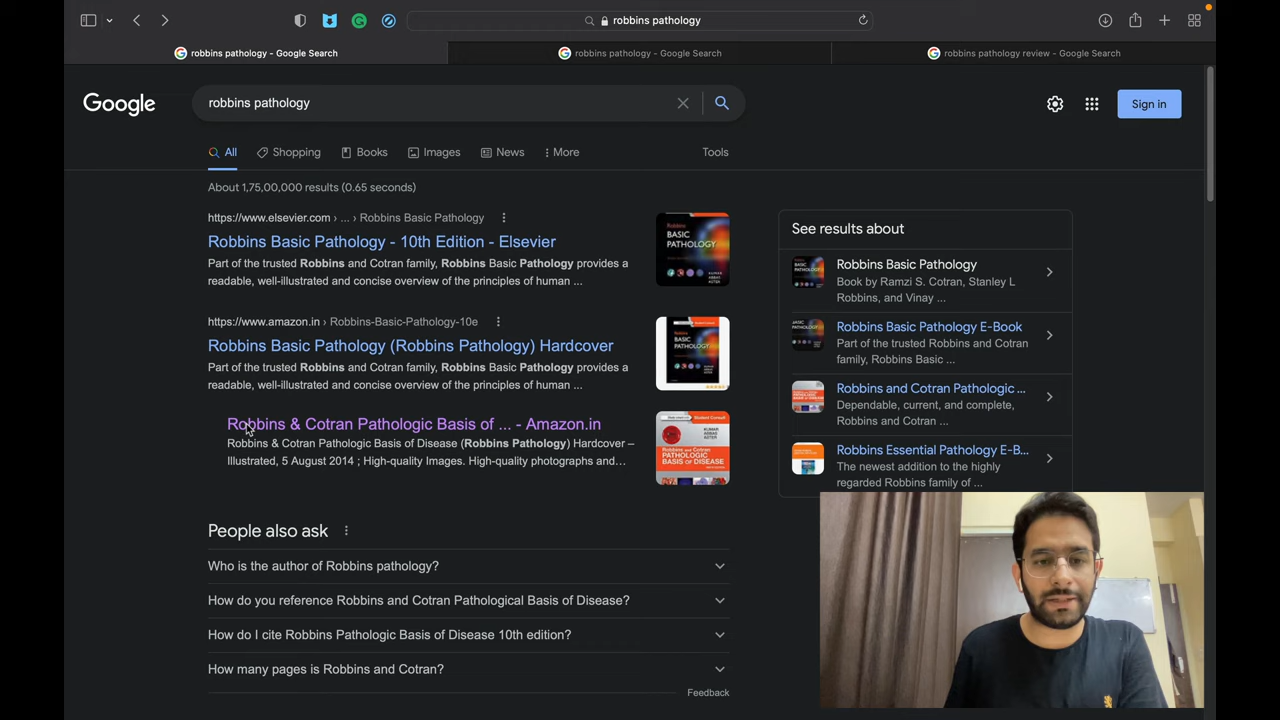 robbins pathology
robbins pathology - Google Search
robbins pathology - Google Search
robbins pathology review - Google Search
Google
robbins pathology
Sign in
All
Shopping
Books
Images
News
More
Tools
About 1,75,00,000 results (0.65 seconds)
https://www.elsevier.com › ... › Robbins Basic Pathology
Robbins Basic Pathology - 10th Edition - Elsevier
Part of the trusted Robbins and Cotran family, Robbins Basic Pathology provides a
readable, well-illustrated and concise overview of the principles of human ...
https://www.amazon.in › Robbins-Basic-Pathology-10e
Robbins Basic Pathology (Robbins Pathology) Hardcover
Part of the trusted Robbins and Cotran family, Robbins Basic Pathology provides a
readable, well-illustrated and concise overview of the principles of human ...
Robbins & Cotran Pathologic Basis of ... - Amazon.in
Robbins & Cotran Pathologic Basis of Disease (Robbins Pathology) Hardcover –
Illustrated, 5 August 2014 ; High-quality Images. High-quality photographs and...
BASIC
PATHOLOGY
KUMAR
ABBAS
ASTER
PATHOLOGIC
BASIS OF DISEASE
See results about
Robbins Basic Pathology
Book by Ramzi S. Cotran, Stanley L
Robbins, and Vinay ...
Robbins Basic Pathology E-Book
Part of the trusted Robbins and Cotran
family, Robbins Basic ...
Robbins and Cotran Pathologic ...
Dependable, current, and complete,
Robbins and Cotran ...
Robbins Essential Pathology E-B...
The newest addition to the highly
regarded Robbins family of ...
People also ask
Who is the author of Robbins pathology?
How do you reference Robbins and Cotran Pathological Basis of Disease?
How do I cite Robbins Pathologic Basis of Disease 10th edition?
How many pages is Robbins and Cotran?
Feedback